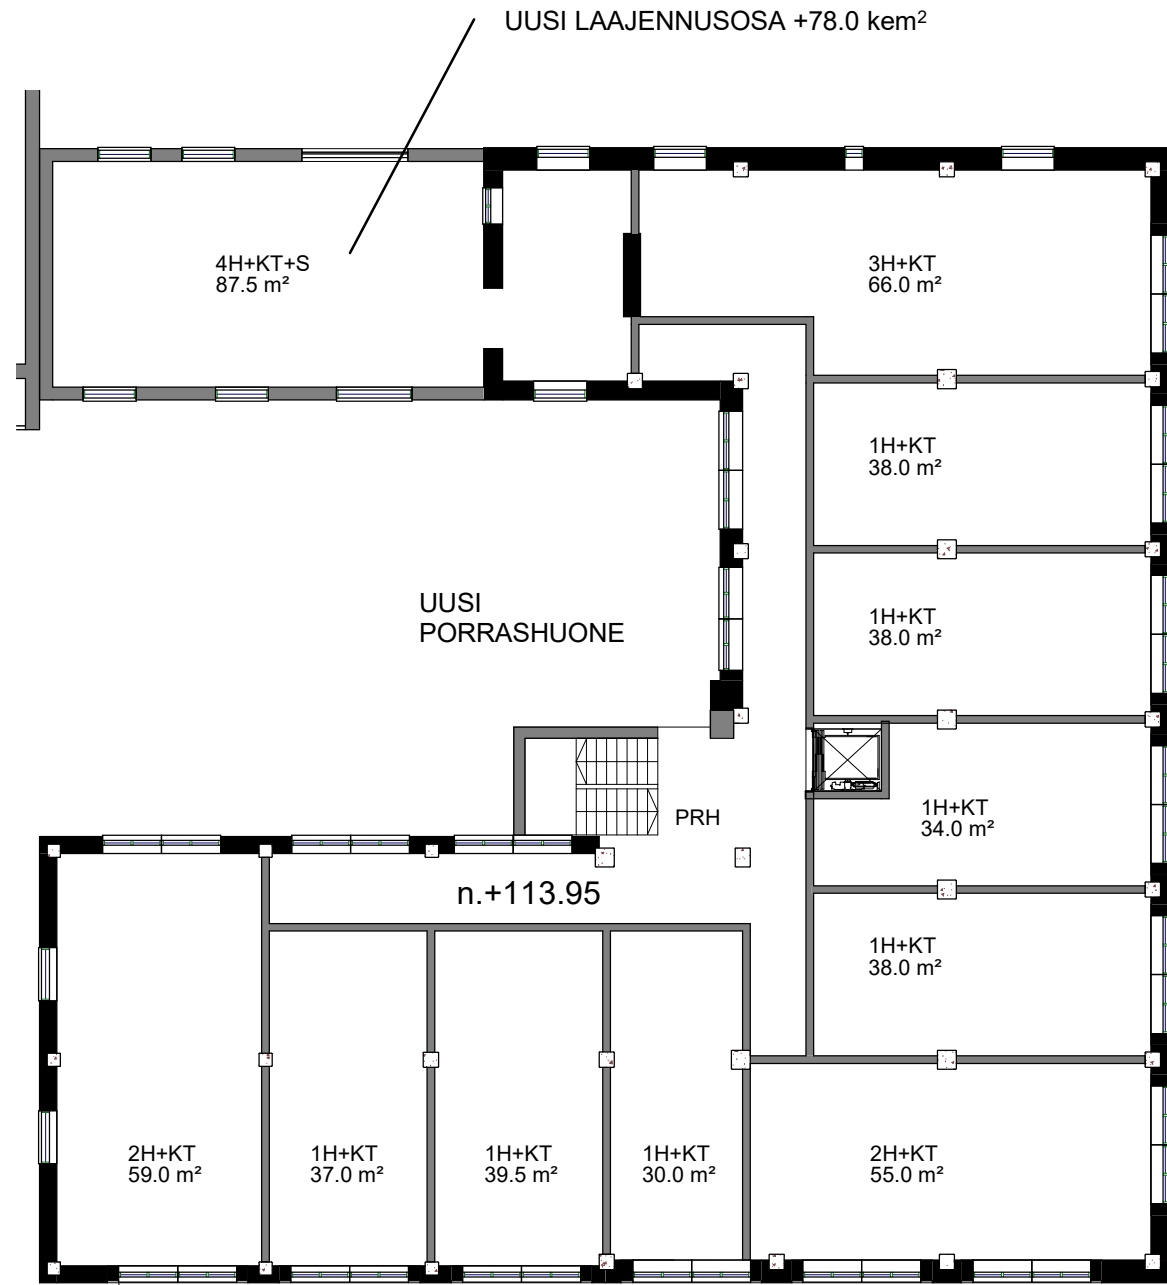 UUSI LAAJENNUSOSA +78.0 kem²
4H+KT+S
87.5 m²
3H+KT
66.0 m²
1H+KT
38.0 m²
UUSI
PORRASHUONE
1H+KT
38.0 m²
PRH
1H+KT
34.0 m²
n.+113.95
1H+KT
38.0 m²
2H+KT
59.0 m²
1H+KT
37.0 m²
1H+KT
39.5 m²
1H+KT
30.0 m²
2H+KT
55.0 m²